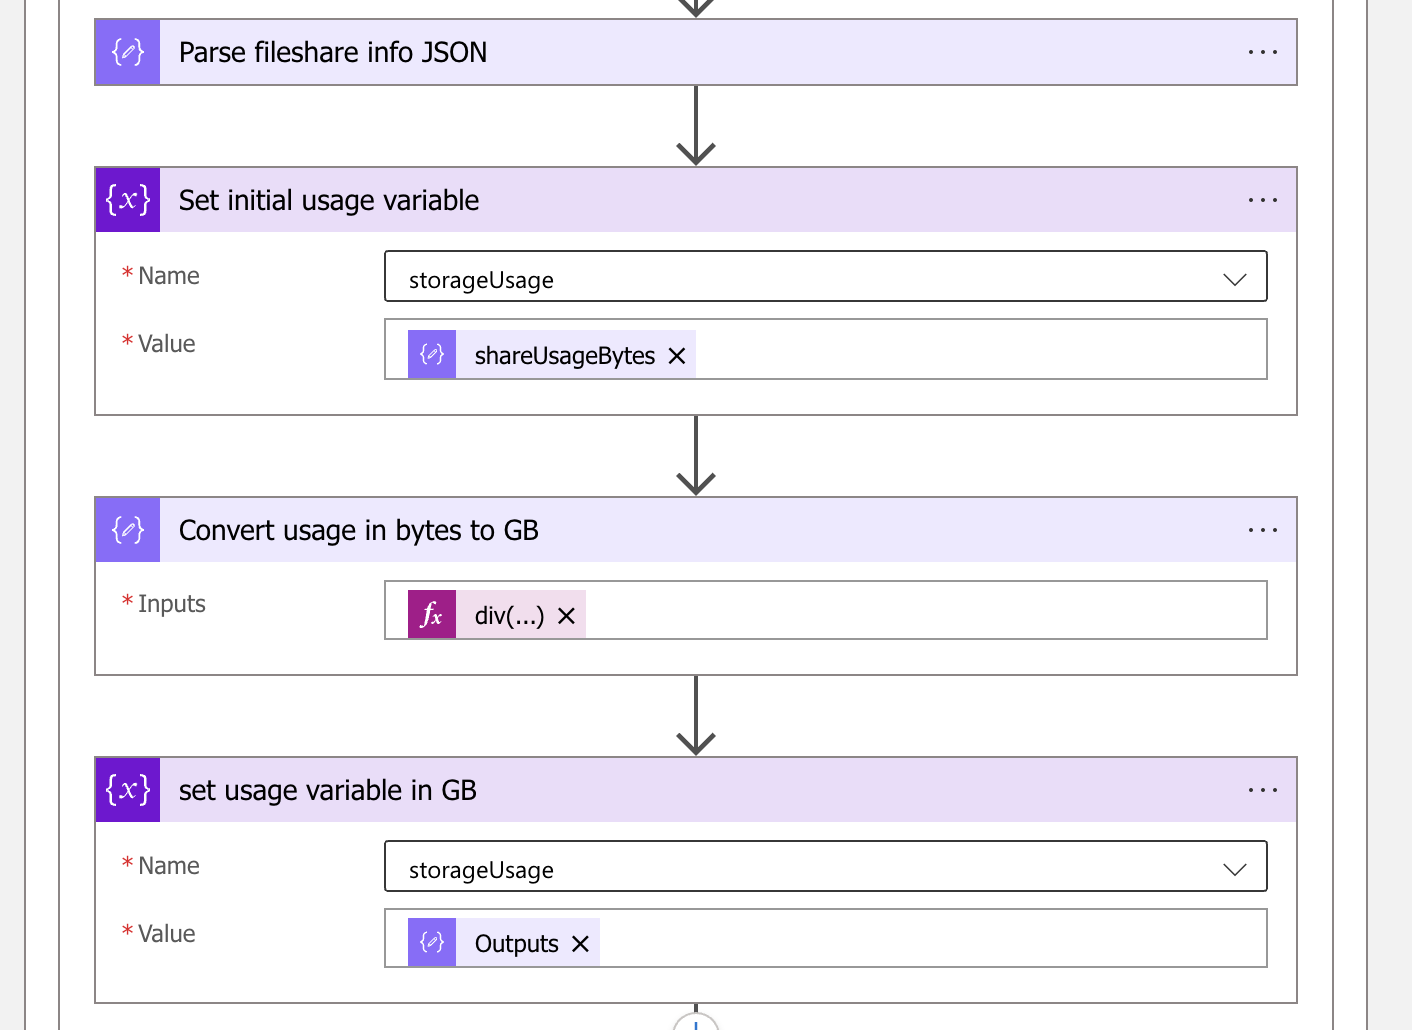 Parse fileshare info JSON
...
{x} Set initial usage variable
...
* Name
storageUsage
* Value
shareUsageBytes ×
Convert usage in bytes to GB
...
* Inputs
fx div(...) ×
{x} set usage variable in GB
...
* Name
storageUsage
* Value
Outputs ×